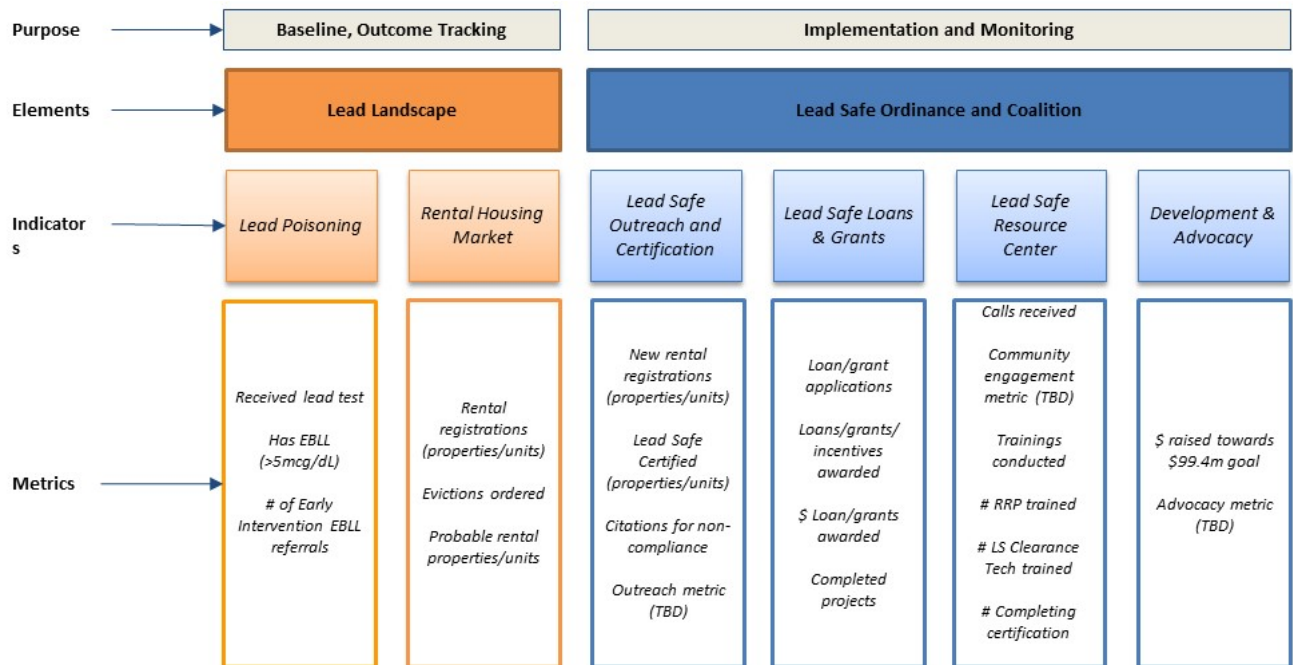 Purpose
Baseline, Outcome Tracking
Implementation and Monitoring
Elements
Lead Landscape
Lead Safe Ordinance and Coalition
Indicator
s
Lead Poisoning
Rental Housing
Market
Lead Safe
Outreach and
Certification
Lead Safe Loans
& Grants
Lead Safe
Resource
Center
Development &
Advocacy
Metrics
Received lead test
Has EBLL
(>5mcg/dL)
# of Early
Intervention EBLL
referrals
Rental
registrations
(properties/units)
Evictions ordered
Probable rental
properties/units
New rental
registrations
(properties/units)
Lead Safe
Certified
(properties/units)
Citations for non-
compliance
Outreach metric
(TBD)
Loan/grant
applications
Loans/grants/
incentives
awarded
$ Loan/grants
awarded
Completed
projects
Calls received
Community
engagement
metric (TBD)
Trainings
conducted
# RRP trained
# LS Clearance
Tech trained
# Completing
certification
$ raised towards
$99.4m goal
Advocacy metric
(TBD)